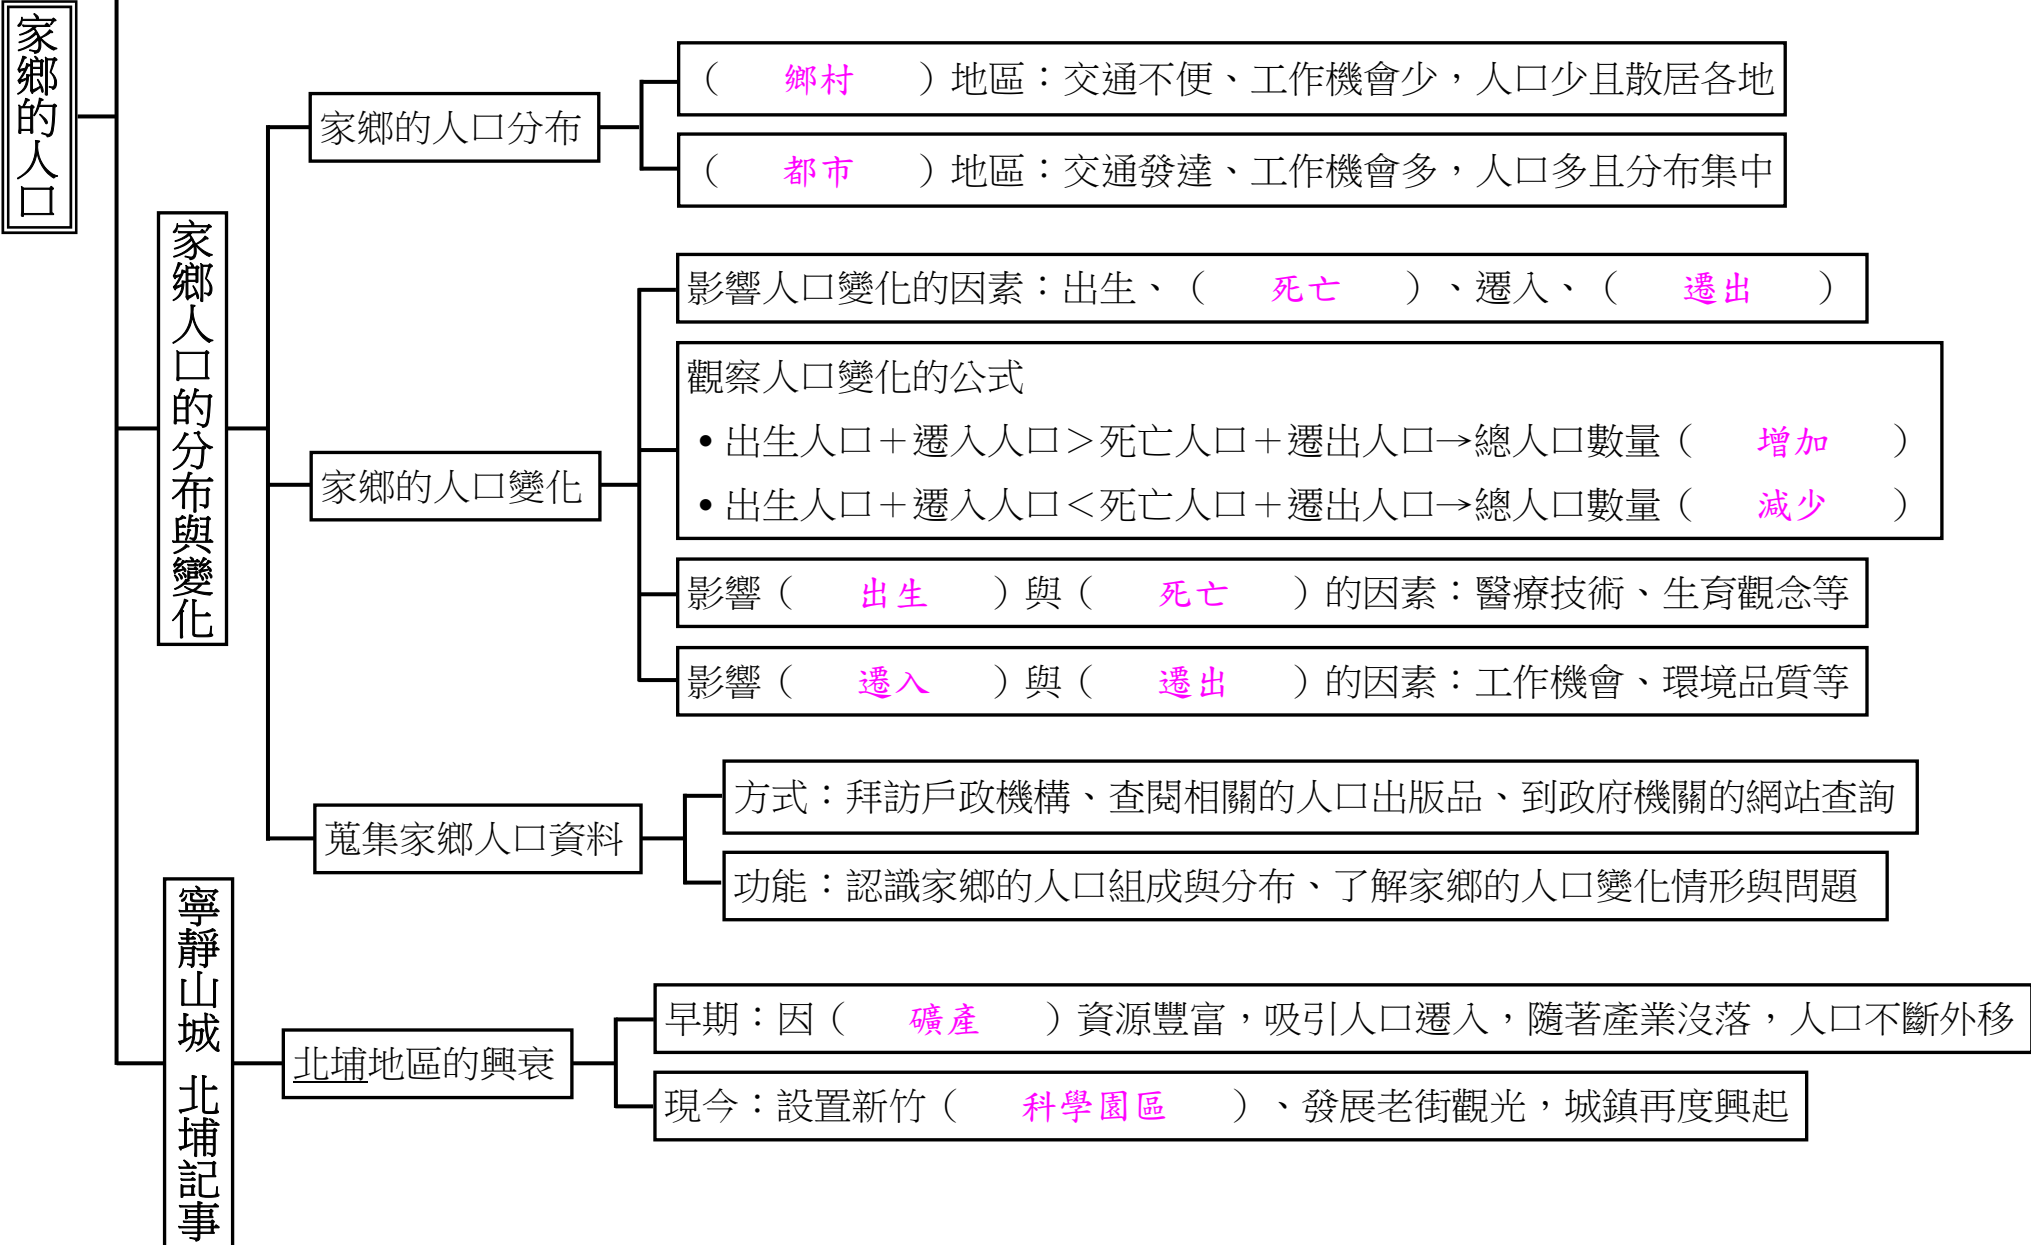 家鄉的人口
家鄉人口的分布與變化
家鄉的人口分布
（　鄉村　）地區：交通不便、工作機會少，人口少且散居各地
（　都市　）地區：交通發達、工作機會多，人口多且分布集中
家鄉的人口變化
影響人口變化的因素：出生、（　死亡　）、遷入、（　遷出　）
觀察人口變化的公式
•出生人口＋遷入人口＞死亡人口＋遷出人口→總人口數量（　增加　）
•出生人口＋遷入人口＜死亡人口＋遷出人口→總人口數量（　減少　）
影響（　出生　）與（　死亡　）的因素：醫療技術、生育觀念等
影響（　遷入　）與（　遷出　）的因素：工作機會、環境品質等
蒐集家鄉人口資料
方式：拜訪戶政機構、查閱相關的人口出版品、到政府機關的網站查詢
功能：認識家鄉的人口組成與分布、了解家鄉的人口變化情形與問題
寧靜山城 北埔記事
北埔地區的興衰
早期：因（　礦產　）資源豐富，吸引人口遷入，隨著產業沒落，人口不斷外移
現今：設置新竹（　科學園區　）、發展老街觀光，城鎮再度興起